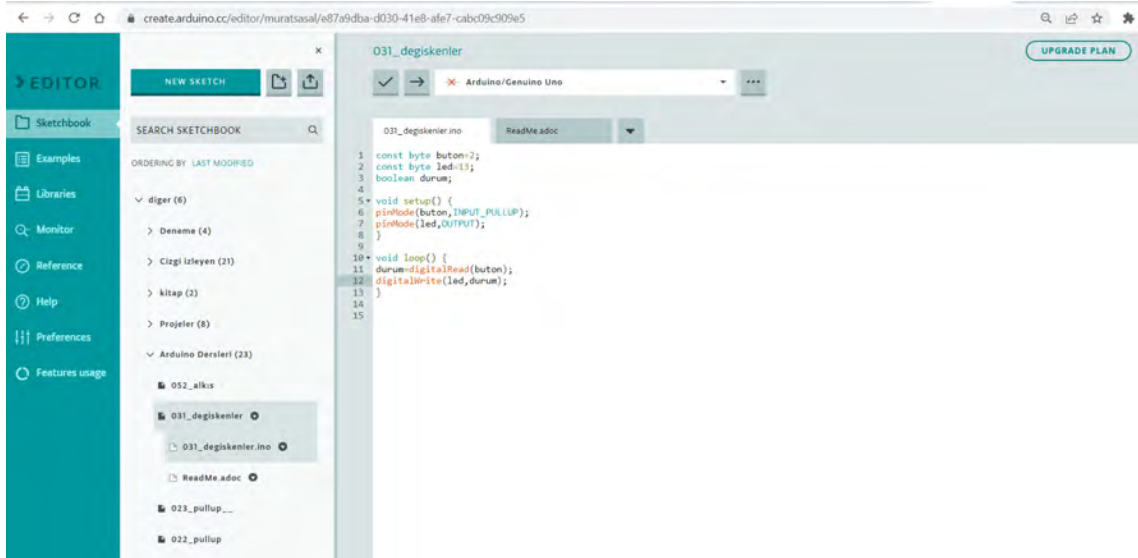 create.arduino.cc/editor/muratsasal/e87a9dba-d030-41e8-afe7-cabc09c909e5
EDITOR
Sketchbook
Examples
Libraries
Monitor
Reference
Help
Preferences
Features usage
NEW SKETCH
SEARCH SKETCHBOOK
ORDERING BY LAST MODIFIED
diger (6)
Deneme (4)
Cizgi izleyen (21)
kitap (2)
Projeler (8)
Arduino Dersleri (23)
052_alkıs
031_degiskenler
031_degiskenler.ino
ReadMe.adoc
023_pullup__
022_pullup
031_degiskenler
UPGRADE PLAN
Arduino/Genuino Uno
031_degiskenler.ino ReadMe.adoc
1 const byte buton=2;
2 const byte led=13;
3 boolean durum;
4
5 void setup() {
6 pinMode(buton,INPUT_PULLUP);
7 pinMode(led,OUTPUT);
8 }
9
10 void loop() {
11 durum=digitalRead(buton);
12 digitalWrite(led,durum);
13 }
14
15